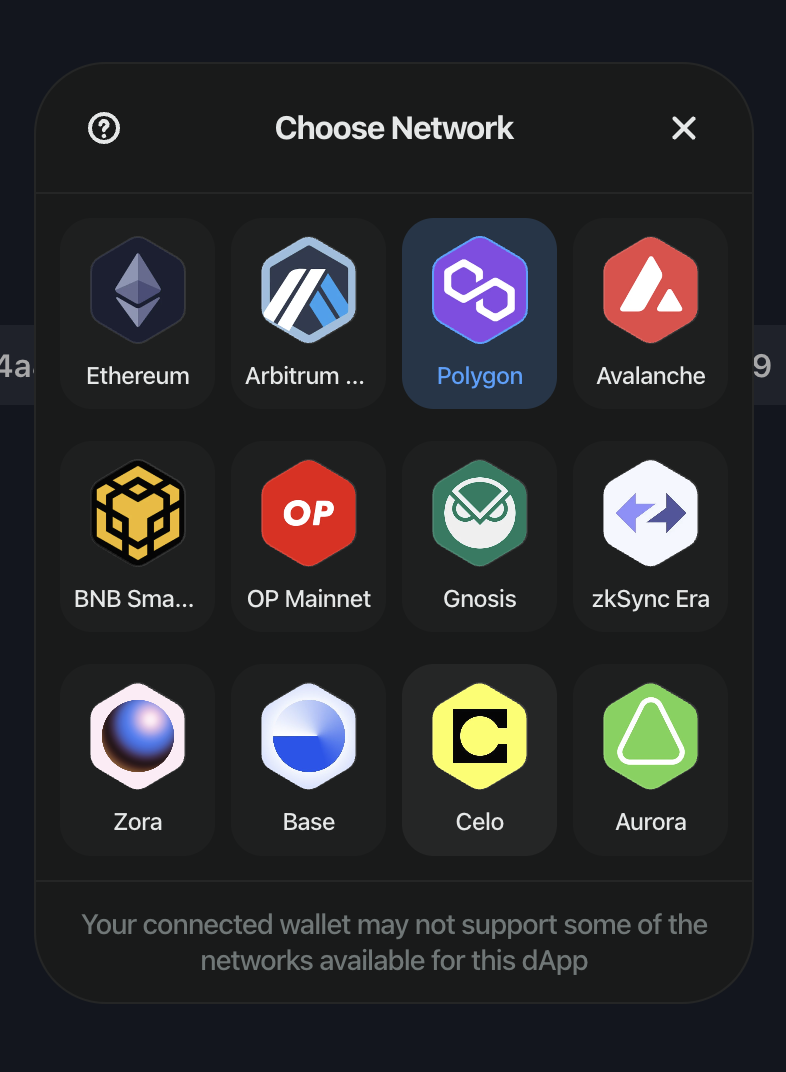 Choose Network
4a
9
Ethereum
Arbitrum ...
Polygon
Avalanche
BNB Sma...
OP
OP Mainnet
Gnosis
zkSync Era
Zora
Base
Celo
Aurora
Your connected wallet may not support some of the
networks available for this dApp